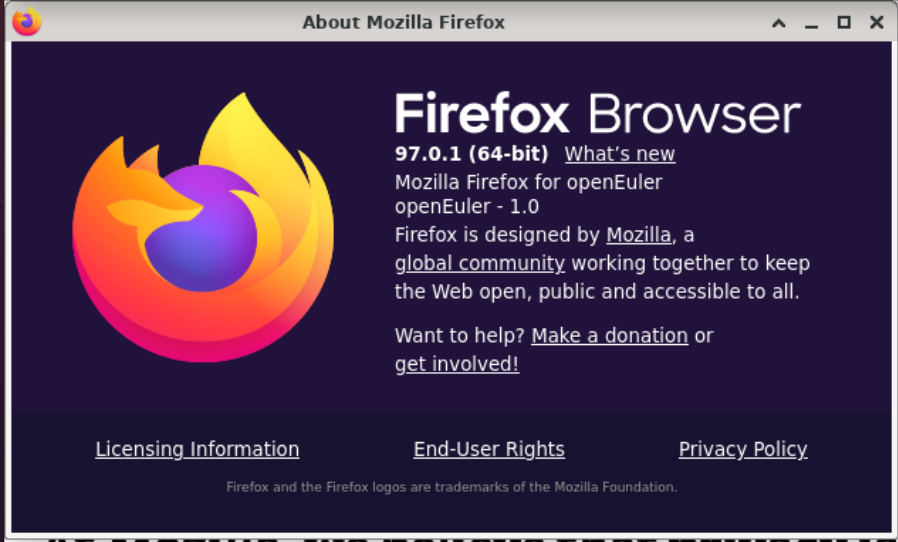 About Mozilla Firefox
Firefox Browser
97.0.1 (64-bit) What's new
Mozilla Firefox for openEuler
openEuler - 1.0
Firefox is designed by Mozilla, a
global community working together to keep
the Web open, public and accessible to all.
Want to help? Make a donation or
get involved!
Licensing Information End-User Rights Privacy Policy
Firefox and the Firefox logos are trademarks of the Mozilla Foundation.